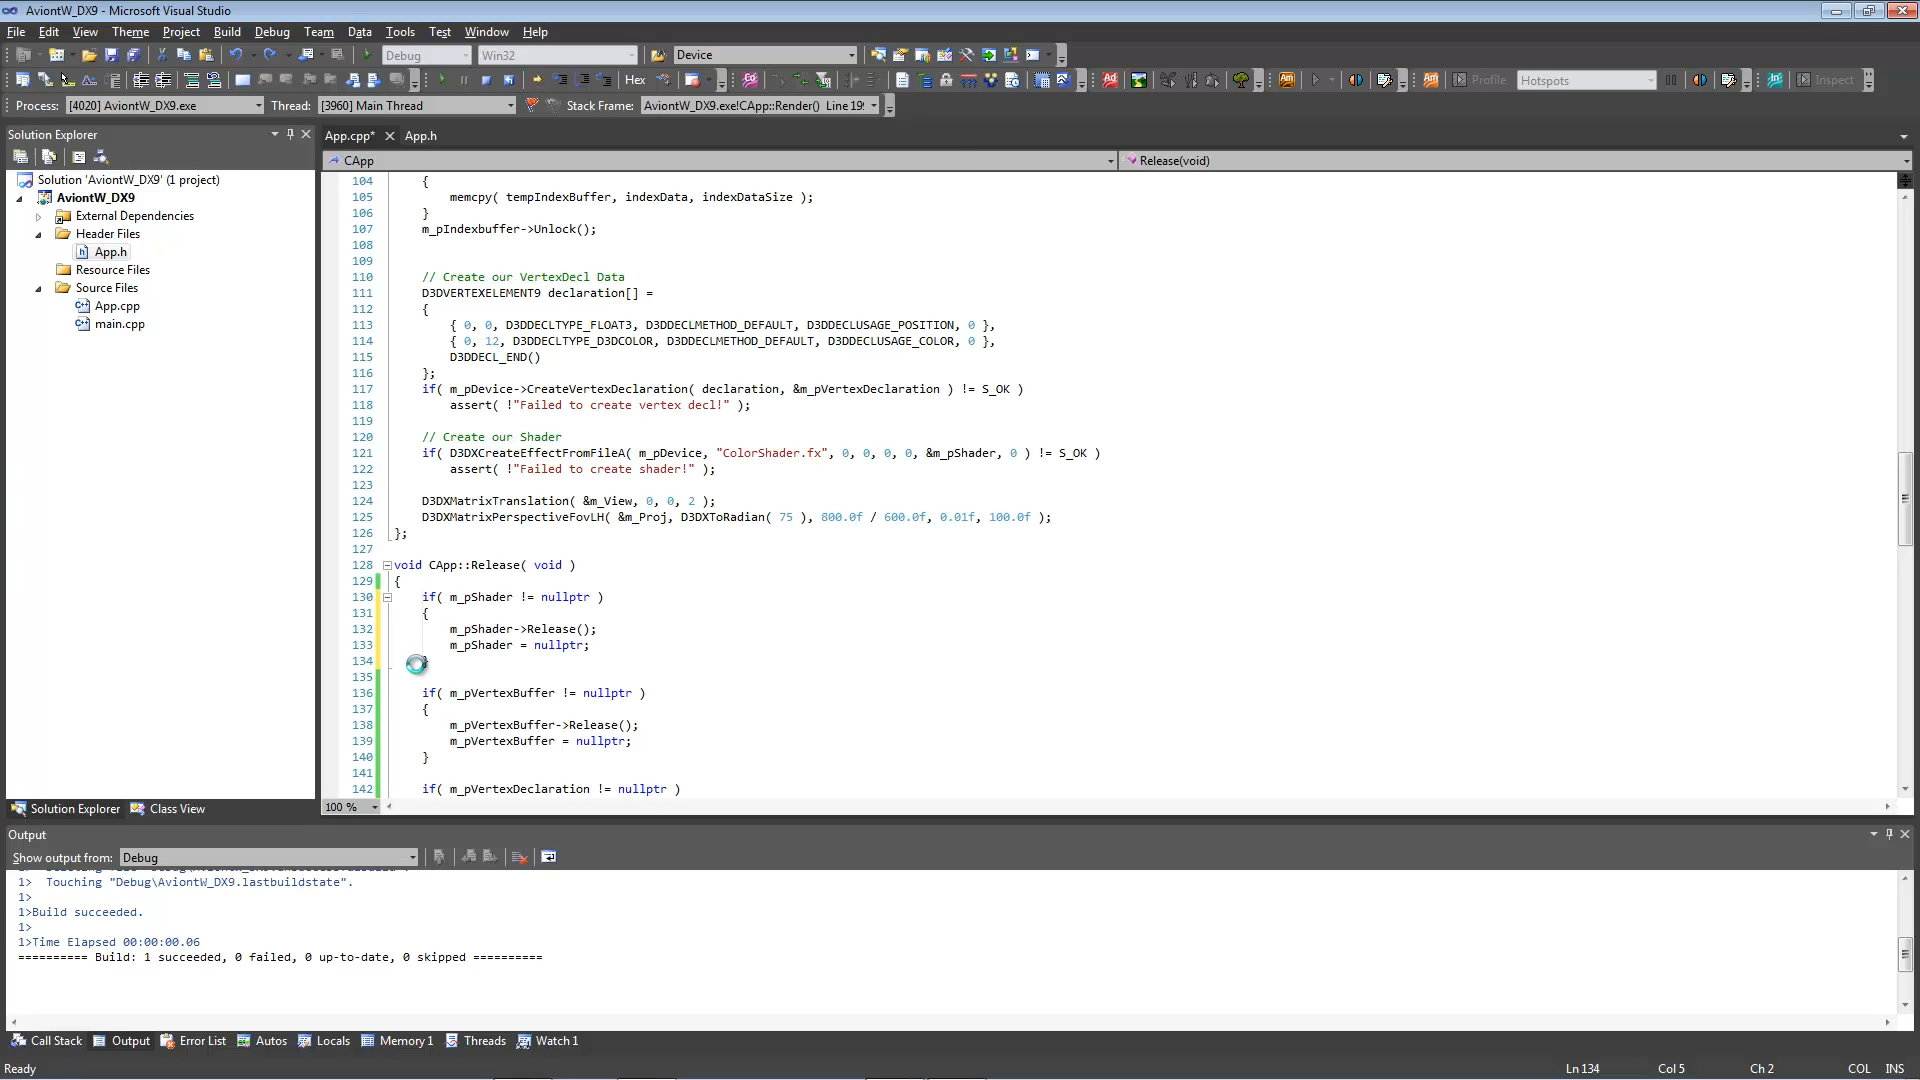 AviontW_DX9 - Microsoft Visual Studio
File Edit View Theme Project Build Debug Team Data Tools Test Window Help
Debug Win32 Device
Hex Profile Hotspots Inspect
Process: [4020] AviontW_DX9.exe Thread: [3960] Main Thread Stack Frame: AviontW_DX9.exe!CApp::Render() Line 19
Solution Explorer
App.cpp* App.h
CApp Release(void)
Solution 'AviontW_DX9' (1 project)
AviontW_DX9
External Dependencies
Header Files
App.h
Resource Files
Source Files
App.cpp
main.cpp
104 {
105 memcpy( tempIndexBuffer, indexData, indexDataSize );
106 }
107 m_pIndexbuffer->Unlock();
108
109
110 // Create our VertexDecl Data
111 D3DVERTEXELEMENT9 declaration[] =
112 {
113 { 0, 0, D3DDECLTYPE_FLOAT3, D3DDECLMETHOD_DEFAULT, D3DDECLUSAGE_POSITION, 0 },
114 { 0, 12, D3DDECLTYPE_D3DCOLOR, D3DDECLMETHOD_DEFAULT, D3DDECLUSAGE_COLOR, 0 },
115 D3DDECL_END()
116 };
117 if( m_pDevice->CreateVertexDeclaration( declaration, &m_pVertexDeclaration ) != S_OK )
118 assert( !"Failed to create vertex decl!" );
119
120 // Create our Shader
121 if( D3DXCreateEffectFromFileA( m_pDevice, "ColorShader.fx", 0, 0, 0, 0, &m_pShader, 0 ) != S_OK )
122 assert( !"Failed to create shader!" );
123
124 D3DXMatrixTranslation( &m_View, 0, 0, 2 );
125 D3DXMatrixPerspectiveFovLH( &m_Proj, D3DXToRadian( 75 ), 800.0f / 600.0f, 0.01f, 100.0f );
126 };
127
128 void CApp::Release( void )
129 {
130 if( m_pShader != nullptr )
131 {
132 m_pShader->Release();
133 m_pShader = nullptr;
134 }
135
136 if( m_pVertexBuffer != nullptr )
137 {
138 m_pVertexBuffer->Release();
139 m_pVertexBuffer = nullptr;
140 }
141
142 if( m_pVertexDeclaration != nullptr )
Solution Explorer Class View
100 %
Output
Show output from: Debug
1> Touching "Debug\AviontW_DX9.lastbuildstate".
1>
1>Build succeeded.
1>
1>Time Elapsed 00:00:00.06
========== Build: 1 succeeded, 0 failed, 0 up-to-date, 0 skipped ==========
Call Stack Output Error List Autos Locals Memory 1 Threads Watch 1
Ready Ln 134 Col 5 Ch 2 COL INS